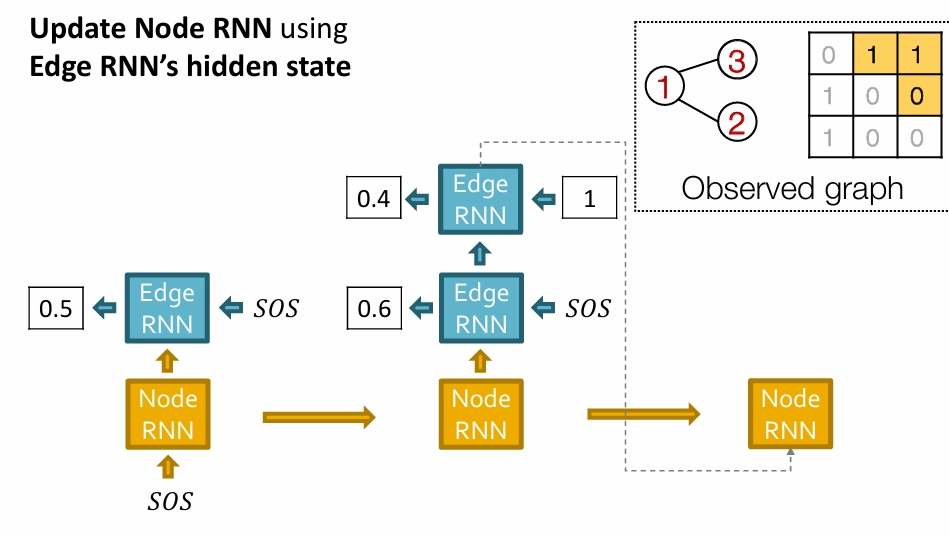 Update Node RNN using
Edge RNN's hidden state
3
1
2
0 1 1
1 0 0
1 0 0
Observed graph
0.4
Edge
RNN
1
0.5
Edge
RNN
SOS
0.6
Edge
RNN
SOS
Node
RNN
Node
RNN
Node
RNN
SOS